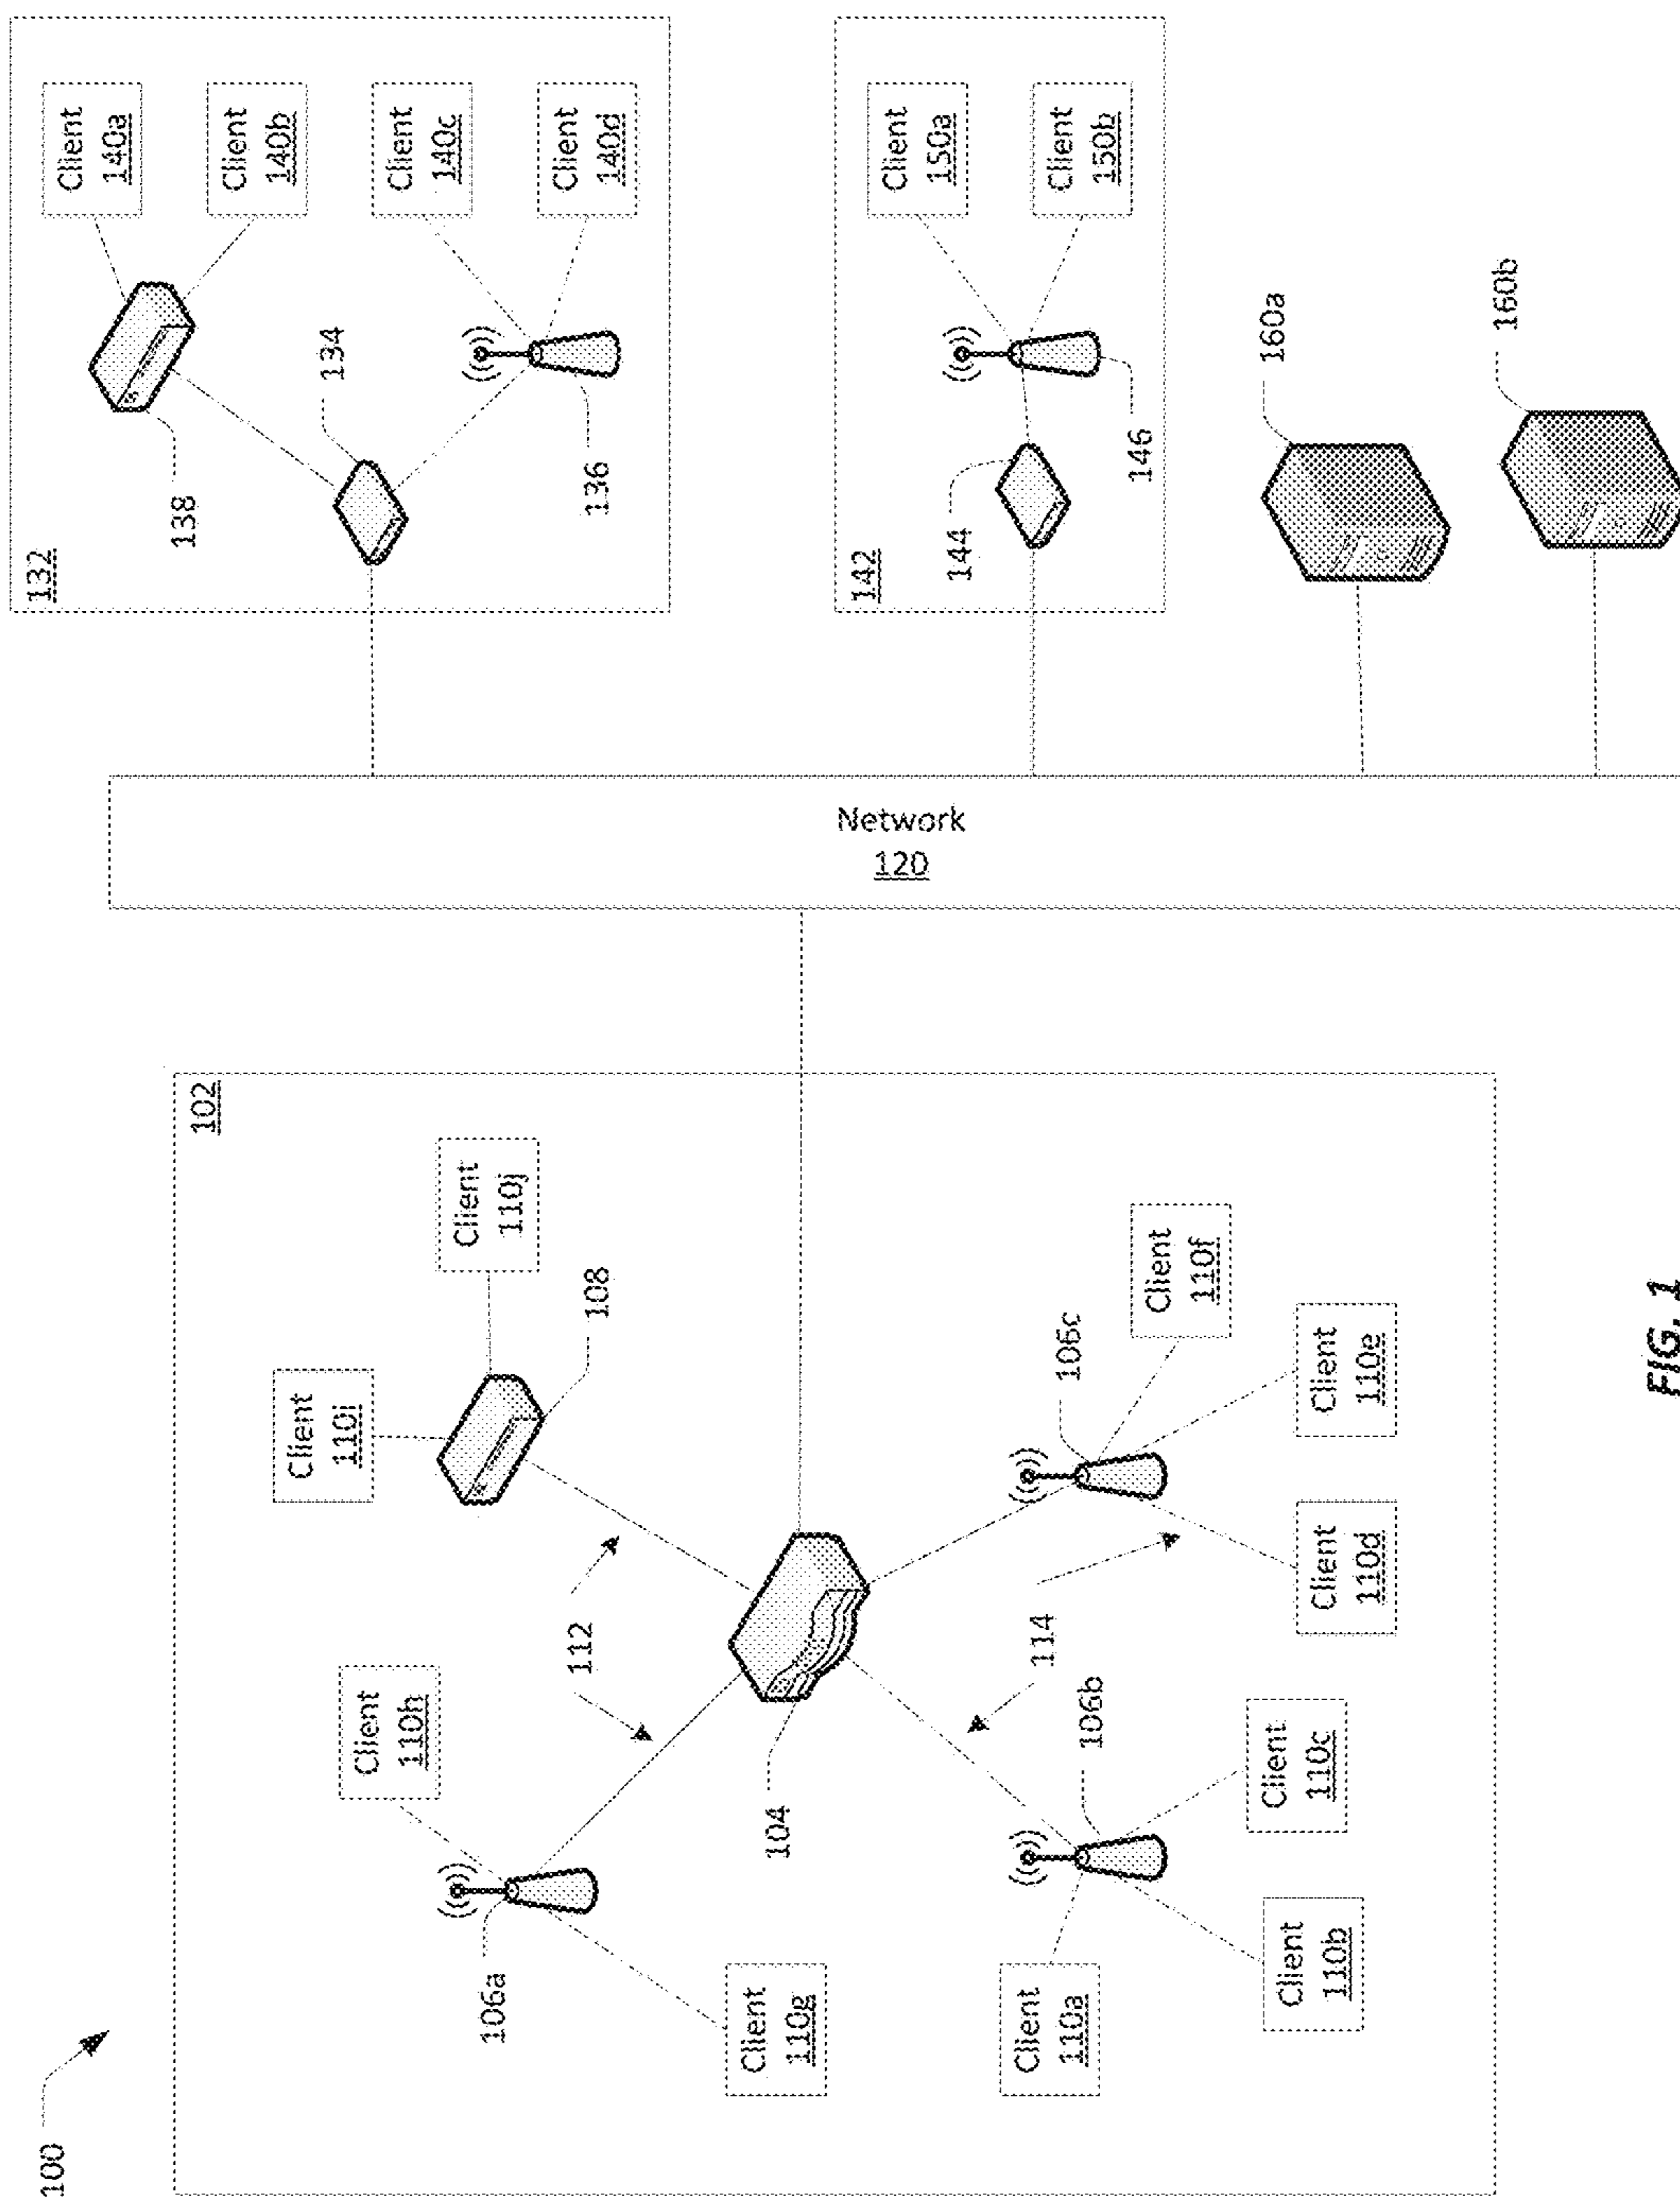 100
102
Client
110h
Client
110i
Client
110j
106a
112
108
Client
110g
104
114
106b
106c
Client
110a
Client
110b
Client
110c
Client
110d
Client
110e
Client
110f
Network
120
132
138
134
136
Client
140a
Client
140b
Client
140c
Client
140d
142
144
146
Client
150a
Client
150b
160a
160b
FIG. 1